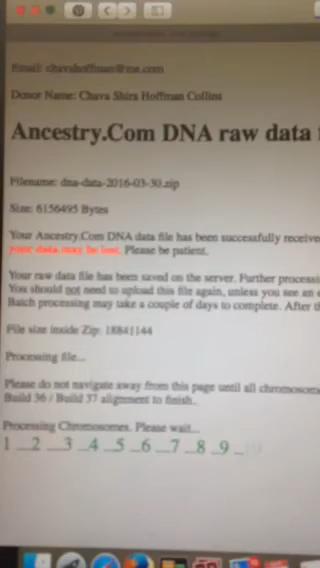 Email: chavahoffman@me.com
Donor Name: Chava Shira Hoffman Collins
Ancestry.Com DNA raw data
Filename: dna-data-2016-03-30.zip
Size: 6156495 Bytes
Your Ancestry.Com DNA data file has been successfully receive
your data may be lost. Please be patient.
Your raw data file has been saved on the server. Further processi
You should not need to upload this file again, unless you see an
Batch processing may take a couple of days to complete. After th
File size inside Zip: 18841144
Processing file...
Please do not navigate away from this page until all chromosome
Build 36 / Build 37 alignment to finish.
Processing Chromosomes. Please wait...
1 ...2 ...3 ...4 ...5 ...6 ...7 ...8 ...9 ...10